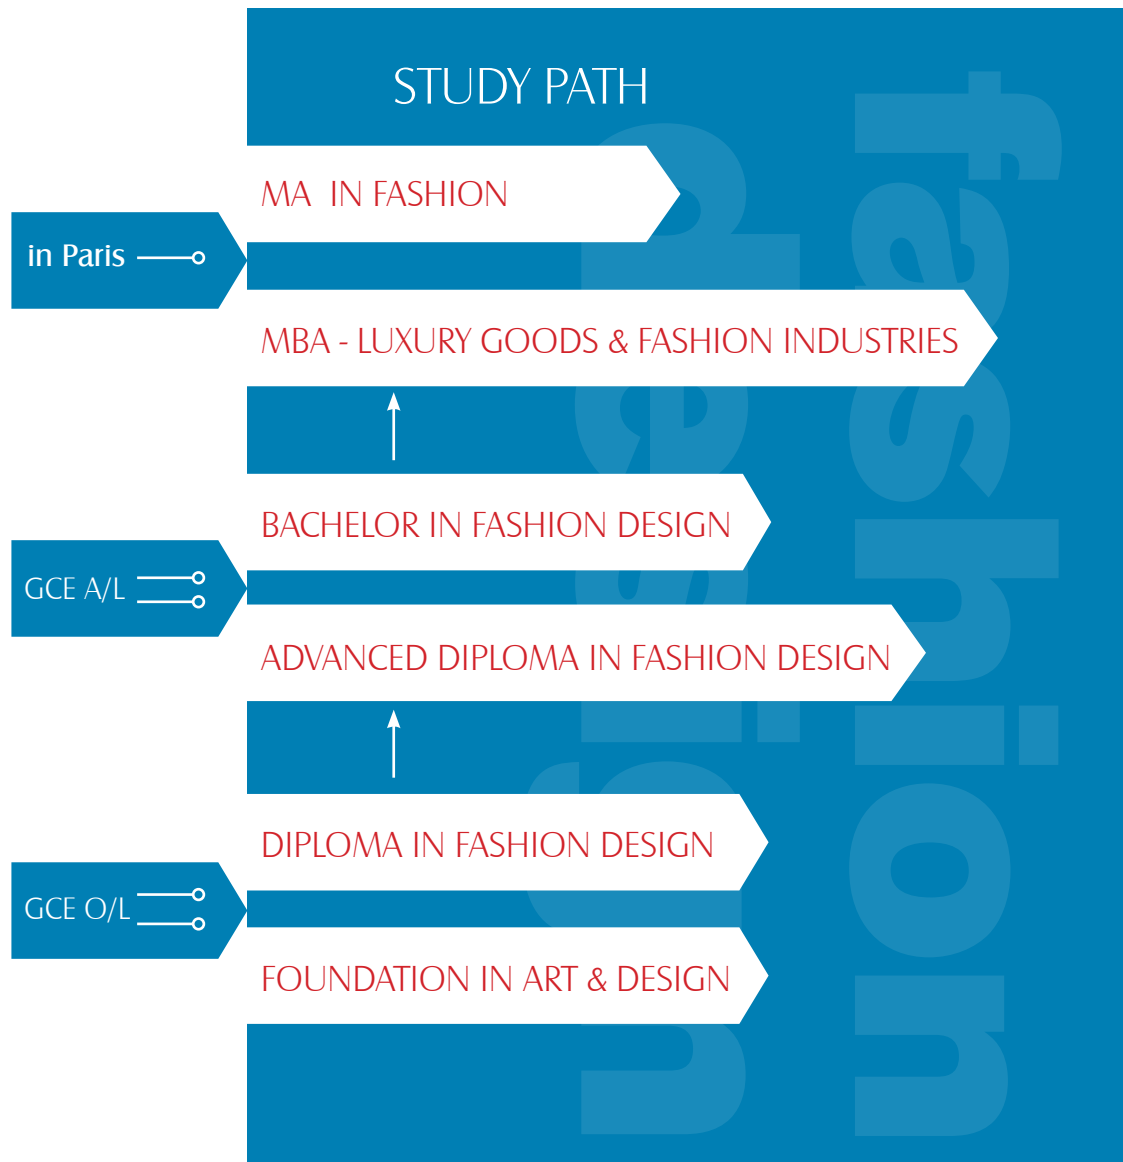 STUDY PATH
MA IN FASHION
in Paris
MBA - LUXURY GOODS & FASHION INDUSTRIES
BACHELOR IN FASHION DESIGN
GCE A/L
ADVANCED DIPLOMA IN FASHION DESIGN
DIPLOMA IN FASHION DESIGN
GCE O/L
FOUNDATION IN ART & DESIGN
fashion
design